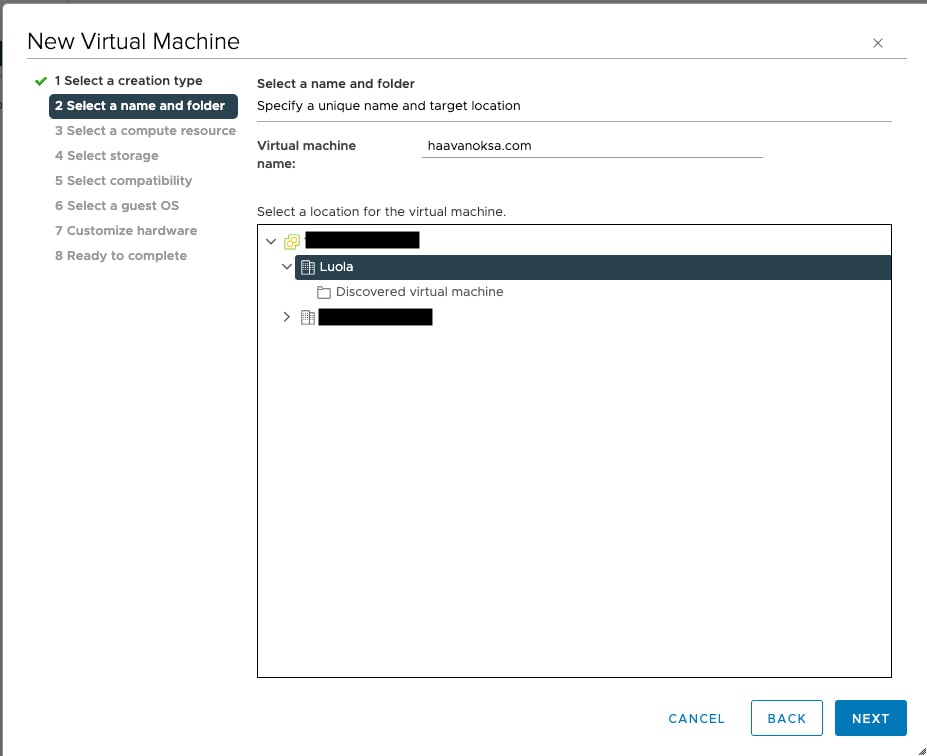 New Virtual Machine
1 Select a creation type
2 Select a name and folder
3 Select a compute resource
4 Select storage
5 Select compatibility
6 Select a guest OS
7 Customize hardware
8 Ready to complete
Select a name and folder
Specify a unique name and target location
Virtual machine
name:
haavanoksa.com
Select a location for the virtual machine.
Luola
Discovered virtual machine
CANCEL
BACK
NEXT